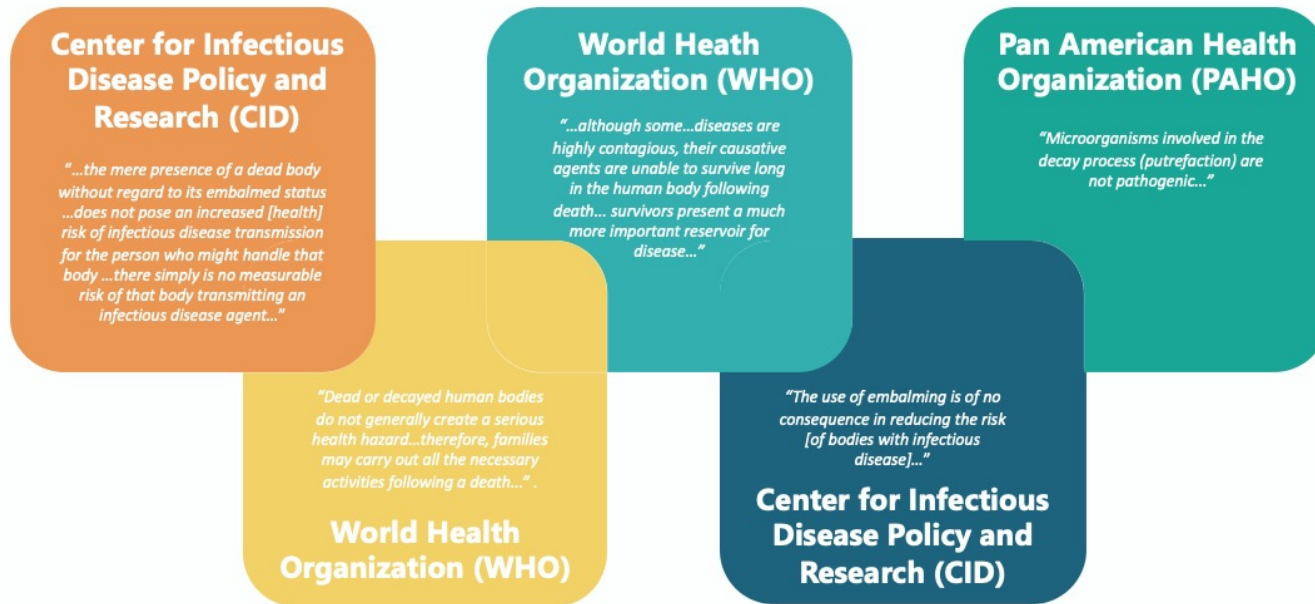 Center for Infectious
Disease Policy and
Research (CID)
“...the mere presence of a dead body
without regard to its embalmed status
...does not pose an increased [health]
risk of infectious disease transmission
for the person who might handle that
body ...there simply is no measurable
risk of that body transmitting an
infectious disease agent...”
“Dead or decayed human bodies
do not generally create a serious
health hazard...therefore, families
may carry out all the necessary
activities following a death...” .
World Health
Organization (WHO)
World Heath
Organization (WHO)
“...although some...diseases are
highly contagious, their causative
agents are unable to survive long
in the human body following
death... survivors present a much
more important reservoir for
disease...”
“The use of embalming is of no
consequence in reducing the risk
[of bodies with infectious
disease]...”
Center for Infectious
Disease Policy and
Research (CID)
Pan American Health
Organization (PAHO)
“Microorganisms involved in the
decay process (putrefaction) are
not pathogenic...”